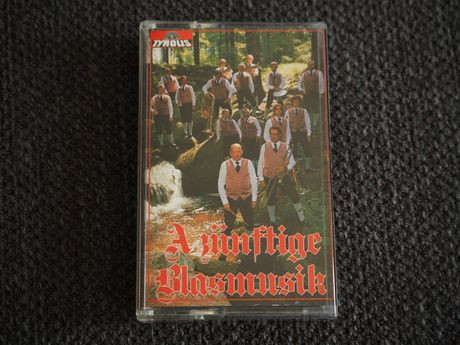 TYROLIS
A zünftige
Blasmusik